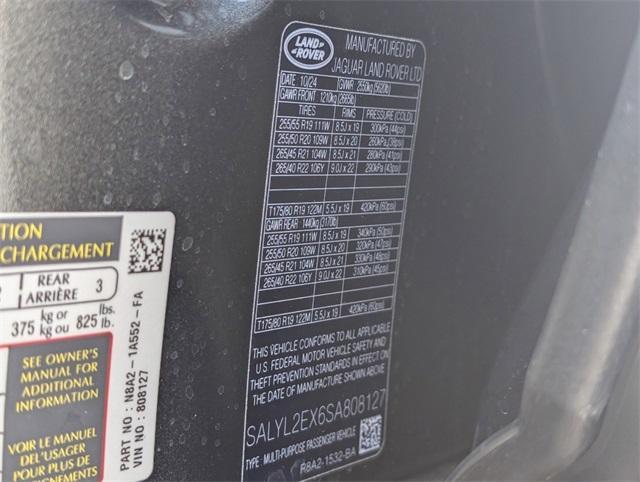 LAND ROVER
MANUFACTURED BY
JAGUAR LAND ROVER LTD
DATE 10/24 GVWR 2550kg (5620lb)
GAWR FRONT 1210kg (2665lb)
TIRES RIMS PRESSURE (COLD)
255/55 R19 111W 8.5J x 19 300kPa (44psi)
255/50 R20 109W 8.5J x 20 260kPa (38psi)
265/45 R21 104W 8.5J x 21 280kPa (41psi)
265/40 R22 106Y 9.0J x 22 290kPa (43psi)
T175/80 R19 122M 5.5J x 19 420kPa (60psi)
GAWR REAR 1440kg (3170lb)
255/55 R19 111W 8.5J x 19 340kPa (50psi)
255/50 R20 109W 8.5J x 20 320kPa (47psi)
265/45 R21 104W 8.5J x 21 330kPa (48psi)
265/40 R22 106Y 9.0J x 22 310kPa (45psi)
T175/80 R19 122M 5.5J x 19 420kPa (60psi)
THIS VEHICLE CONFORMS TO ALL APPLICABLE
U.S. FEDERAL MOTOR VEHICLE SAFETY AND
THEFT PREVENTION STANDARDS IN EFFECT ON
THE DATE OF MANUFACTURE SHOWN ABOVE
SALYL2EX6SA808127
TYPE: MULTI-PURPOSE PASSENGER VEHICLE
R8A2-1532-BA
TION
CHARGEMENT
2 REAR ARRIÈRE 3
375 kg or kg ou 825 lbs. lb.
SEE OWNER'S
MANUAL FOR
ADDITIONAL
INFORMATION
VOIR LE MANUEL
DEL'USAGER
POUR PLUS DE
PART NO : N8A2-1A552-FA
VIN NO : 808127